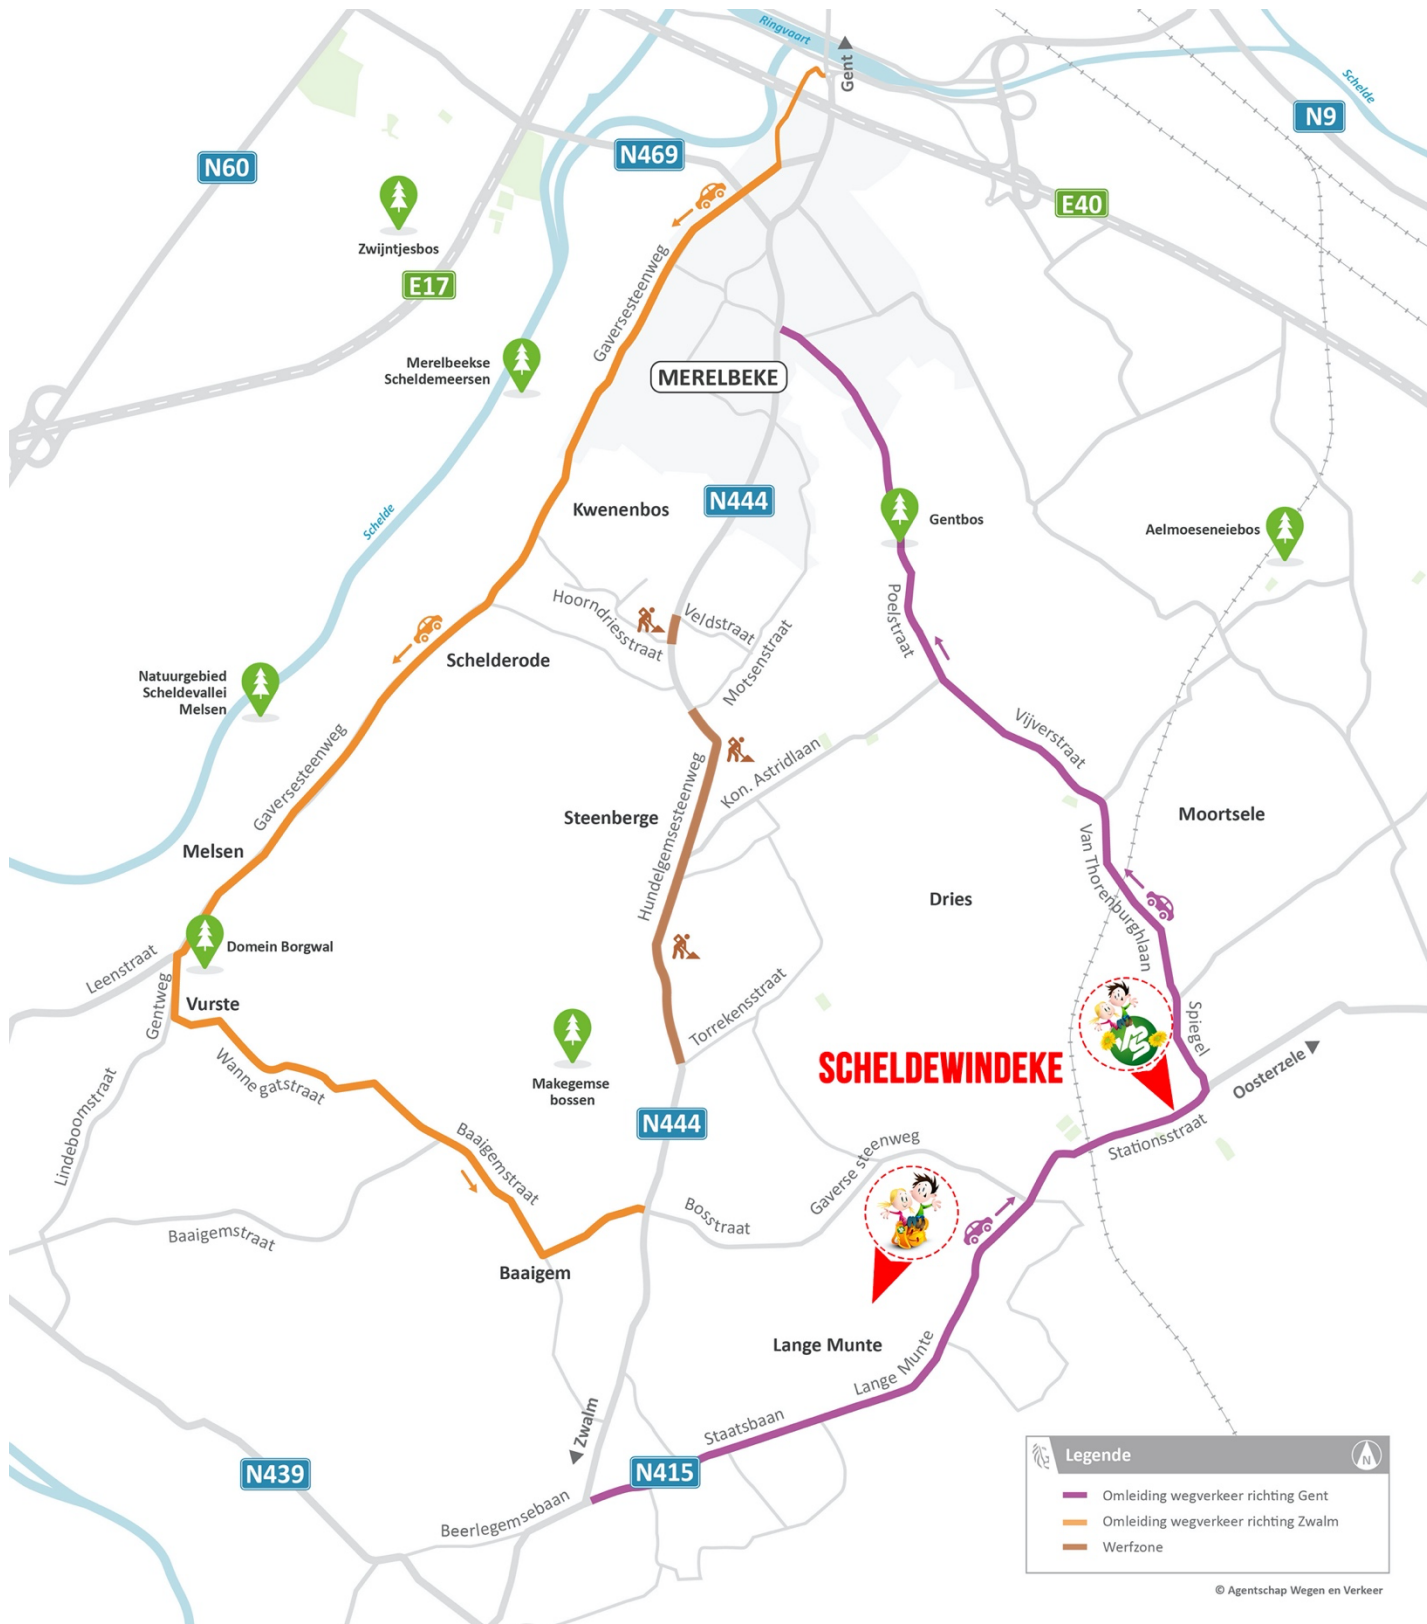 Ringvaart
Gent
Schelde
N9
N469
N60
E40
Zwijntjesbos
E17
Gaversesteenweg
Merelbeekse
Scheldemeersen
MERELBEKE
N444
Kwenenbos
Gentbos
Aelmoeseneiebos
Schelde
Hoorndriesstraat
Veldstraat
Poelstraat
Motsenstraat
Schelderode
Natuurgebied
Scheldevallei
Melsen
Vijverstraat
Gaversesteenweg
Kon. Astridlaan
Steenberge
Moortsele
Melsen
Hundelgemsesteenweg
Van Thorenburghlaan
Dries
Domein Borgwal
Leenstraat
Gentweg
Vurste
Torrekensstraat
Spiegel
SCHELDEWINDEKE
Oosterzele
Wannegatstraat
Makegemse
bossen
N444
Lindeboomstraat
Baaigemstraat
Stationsstraat
Gaverse steenweg
Bosstraat
Baaigemstraat
Baaigem
Lange Munte
Lange Munte
Zwalm
Staatsbaan
N415
N439
Beerlegemsebaan
Legende
N
Omleiding wegverkeer richting Gent
Omleiding wegverkeer richting Zwalm
Werfzone
© Agentschap Wegen en Verkeer